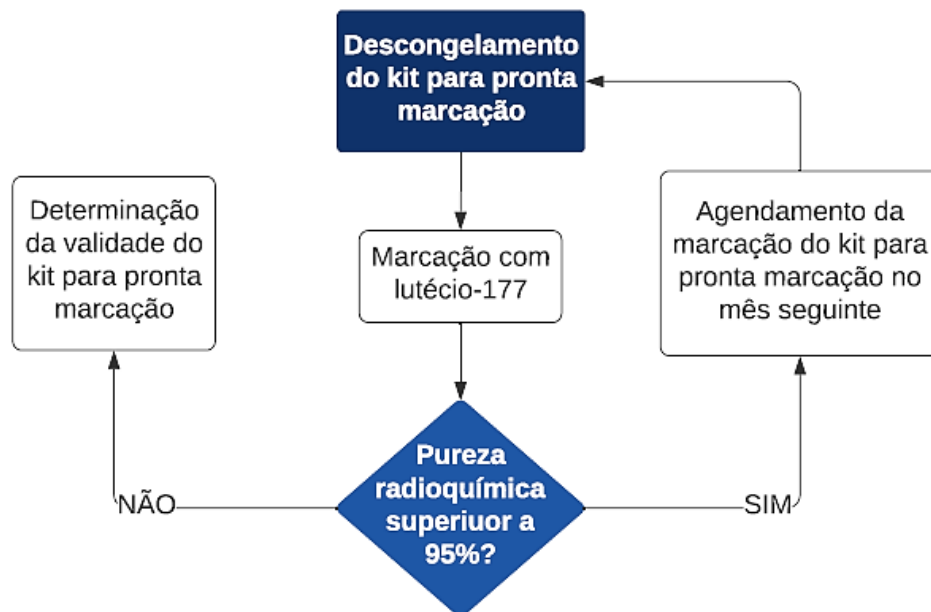 Descongelamento
do kit para pronta
marcação
Determinação
da validade do
kit para pronta
marcação
Marcação com
lutécio-177
Agendamento da
marcação do kit para
pronta marcação no
mês seguinte
Pureza
radioquímica
superiuor a
95%?
NÃO
SIM